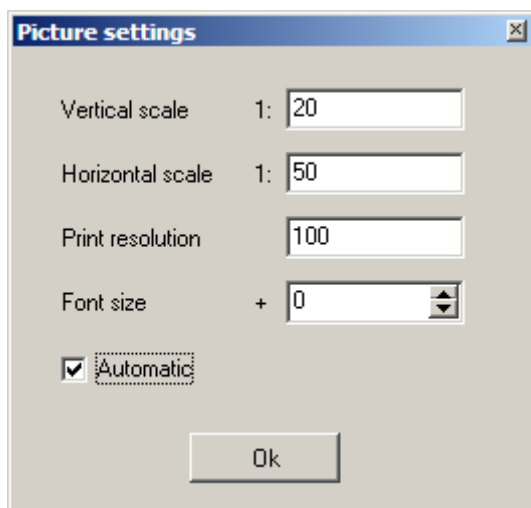 Picture settings
Vertical scale 1: 20
Horizontal scale 1: 50
Print resolution 100
Font size + 0
Automatic
Ok